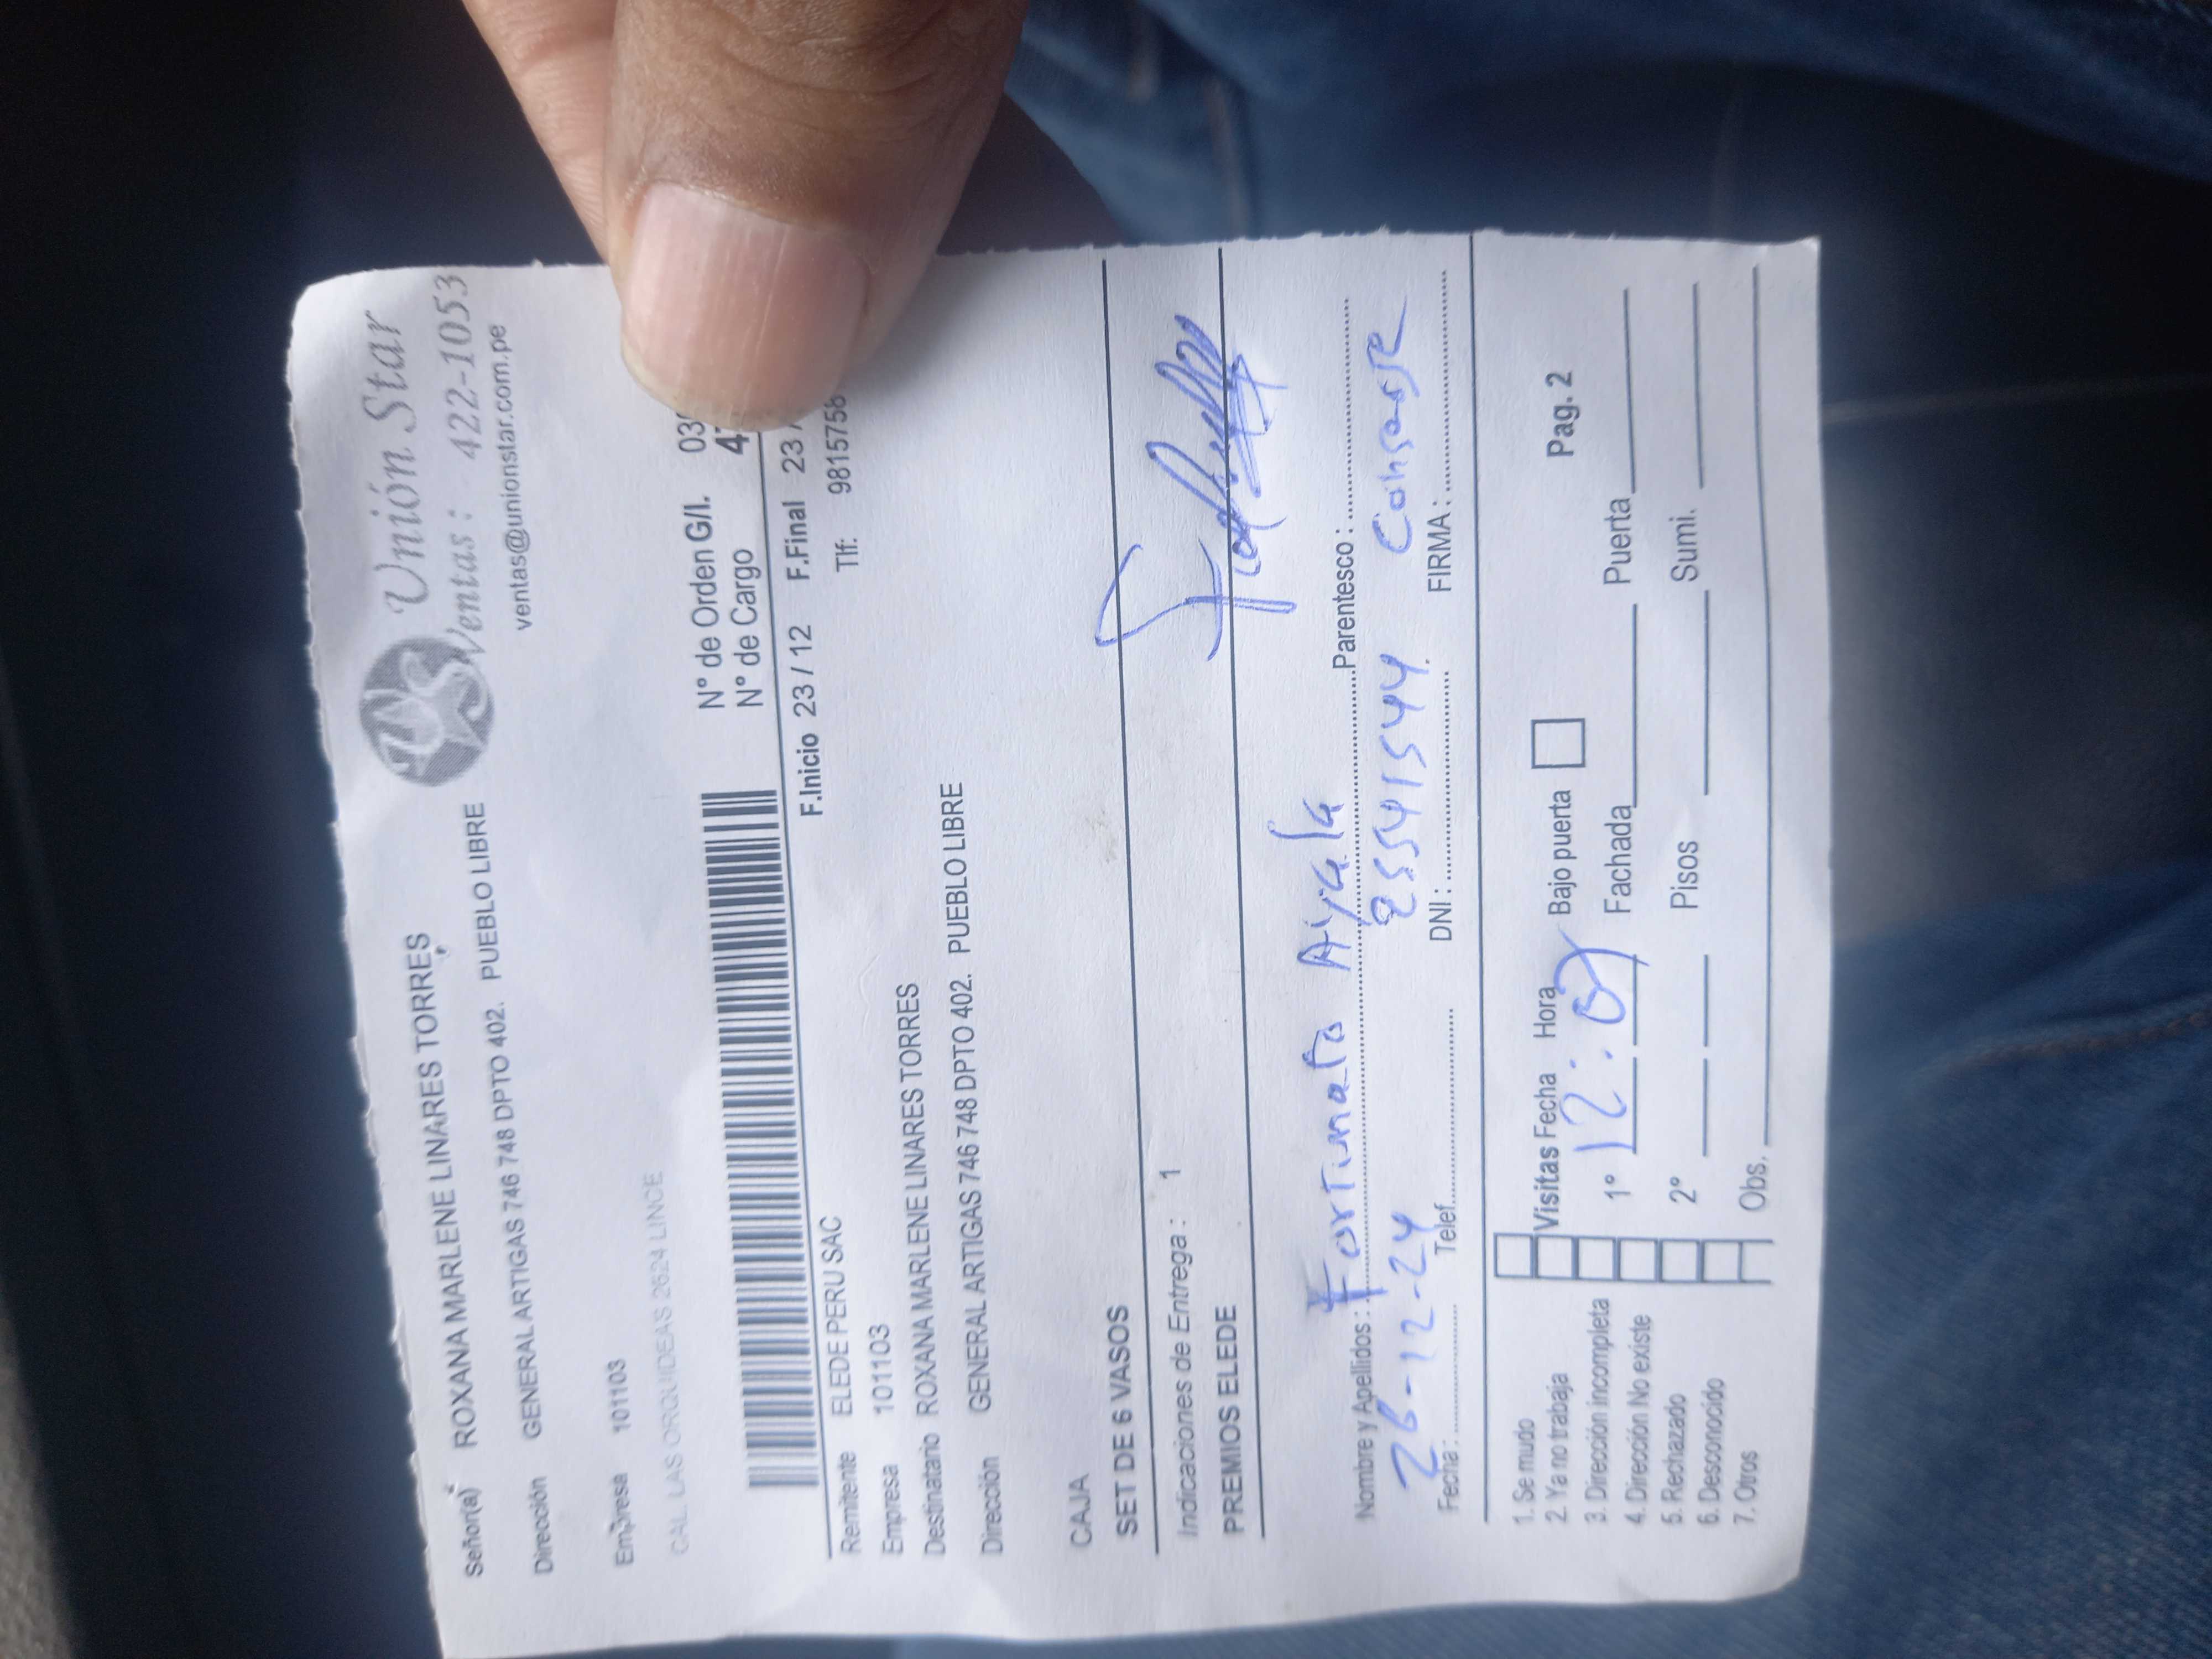 Señor(a) ROXANA MARLENE LINARES TORRES
Dirección GENERAL ARTIGAS 746 748 DPTO 402. PUEBLO LIBRE
Unión Star
Ventas : 422-1053
ventas@unionstar.com.pe
Empresa 101103
CAL. LAS ORQUIDEAS 2624 LINCE
N° de Orden G/I. 03
N° de Cargo 4
F.Inicio 23 / 12 F.Final 23 /
Remitente ELEDE PERU SAC Tlf: 9815758
Empresa 101103
Destinatario ROXANA MARLENE LINARES TORRES
Dirección GENERAL ARTIGAS 746 748 DPTO 402. PUEBLO LIBRE
CAJA
SET DE 6 VASOS
Indicaciones de Entrega : 1
PREMIOS ELEDE
Nombre y Apellidos : Fortunato Ayala Parentesco :
26-12-24 25541544 Conserje
Fecha : Telef. DNI : FIRMA :
1. Se mudo
2. Ya no trabaja Visitas Fecha Hora Bajo puerta Pag. 2
3. Dirección incompleta
4. Dirección No existe 1º Fachada Puerta
5. Rechazado
6. Desconocido 2º Pisos Sumi.
7. Otros Obs.